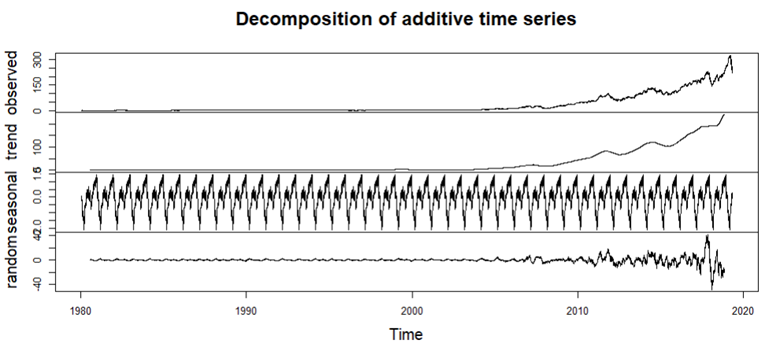 Decomposition of additive time series
observed
300
150
0
trend
100
seasonal
0.0
random
0
-40
1980
1990
2000
2010
2020
Time